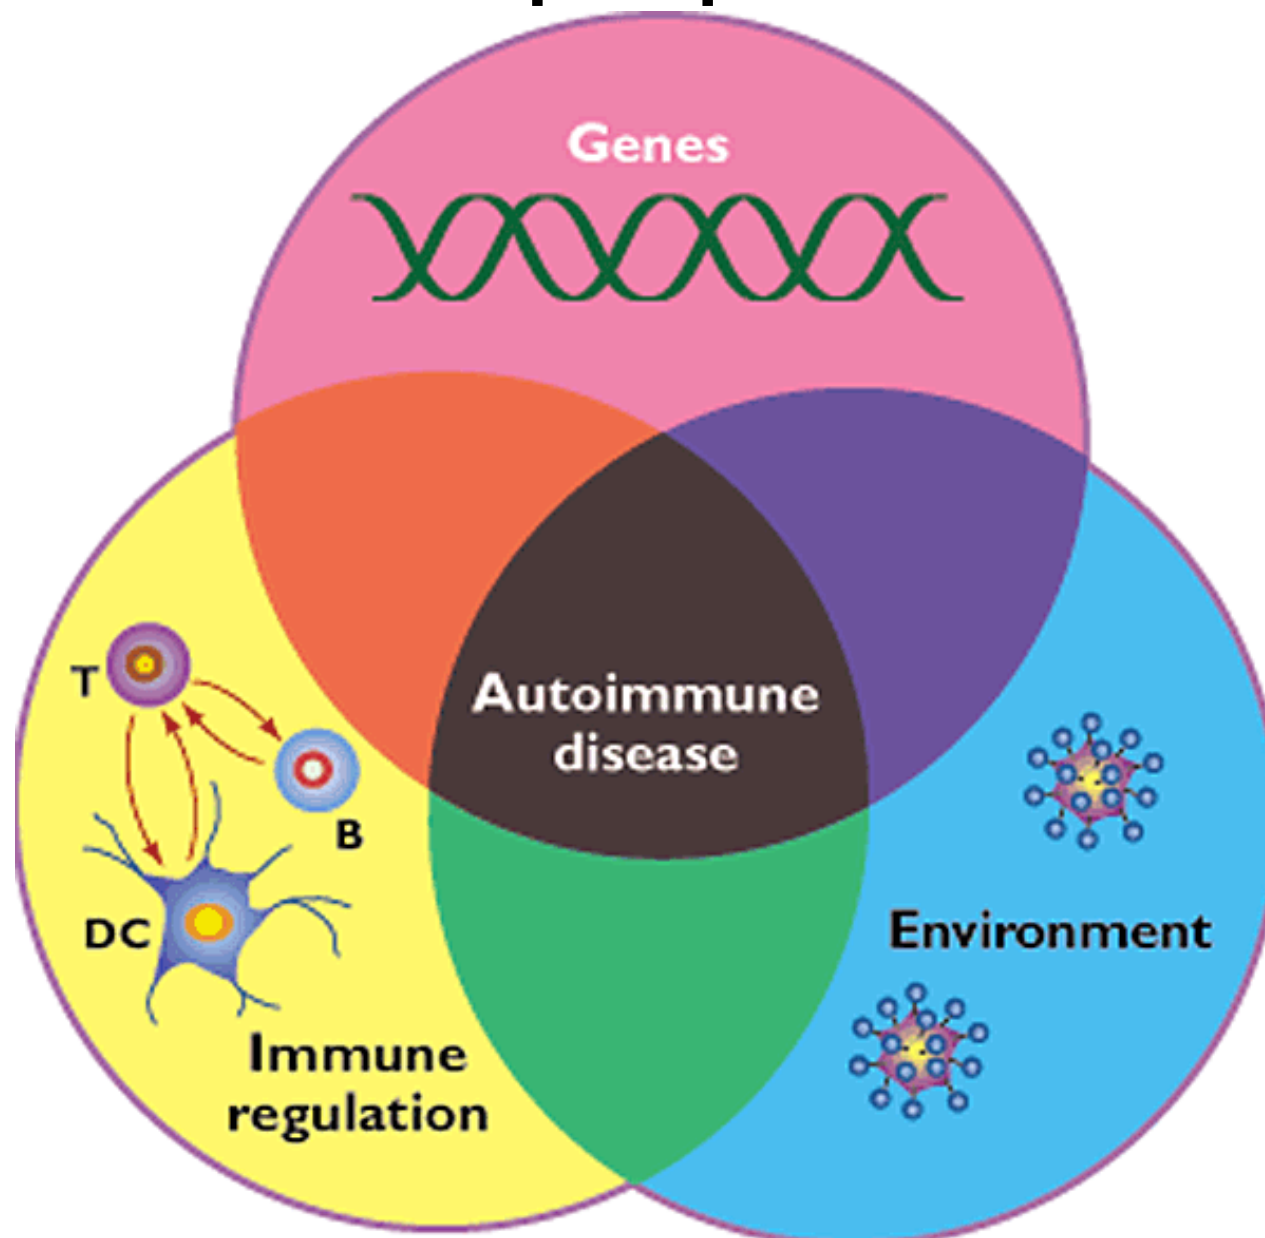 Genes
Autoimmune
disease
T
B
DC
Environment
Immune
regulation